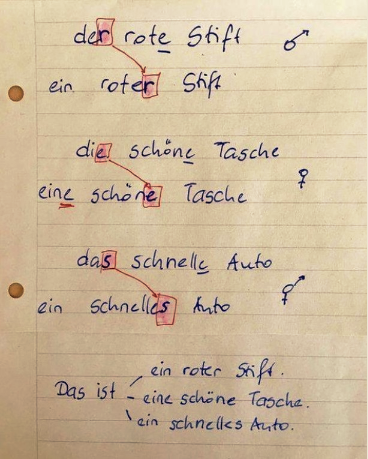 der rote Stift
ein roter Stift
die schöne Tasche
eine schöne Tasche
das schnelle Auto
ein schnelles Auto
ein roter Stift.
Das ist eine schöne Tasche.
ein schnelles Auto.